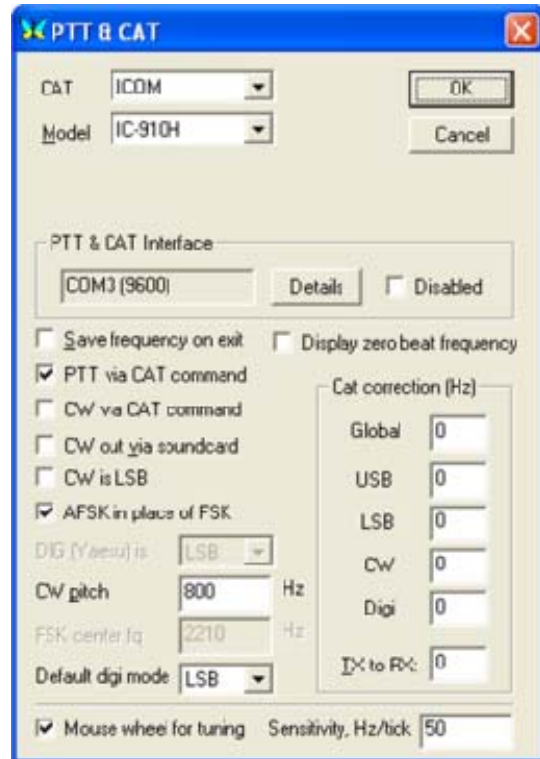 PTT & CAT
CAT ICOM OK
Model IC-910H Cancel
PTT & CAT Interface
COM3 (9600) Details Disabled
Save frequency on exit Display zero beat frequency
PTT via CAT command
Cat correction (Hz)
CW via CAT command
Global 0
CW out via soundcard
CW is LSB
USB 0
AFSK in place of FSK
LSB 0
DIG (Yaesu) is LSB
CW 0
CW pitch 800 Hz
Digi 0
FSK center fq 2210 Hz
Default digi mode LSB
TX to RX: 0
Mouse wheel for tuning Sensitivity, Hz/tick 50